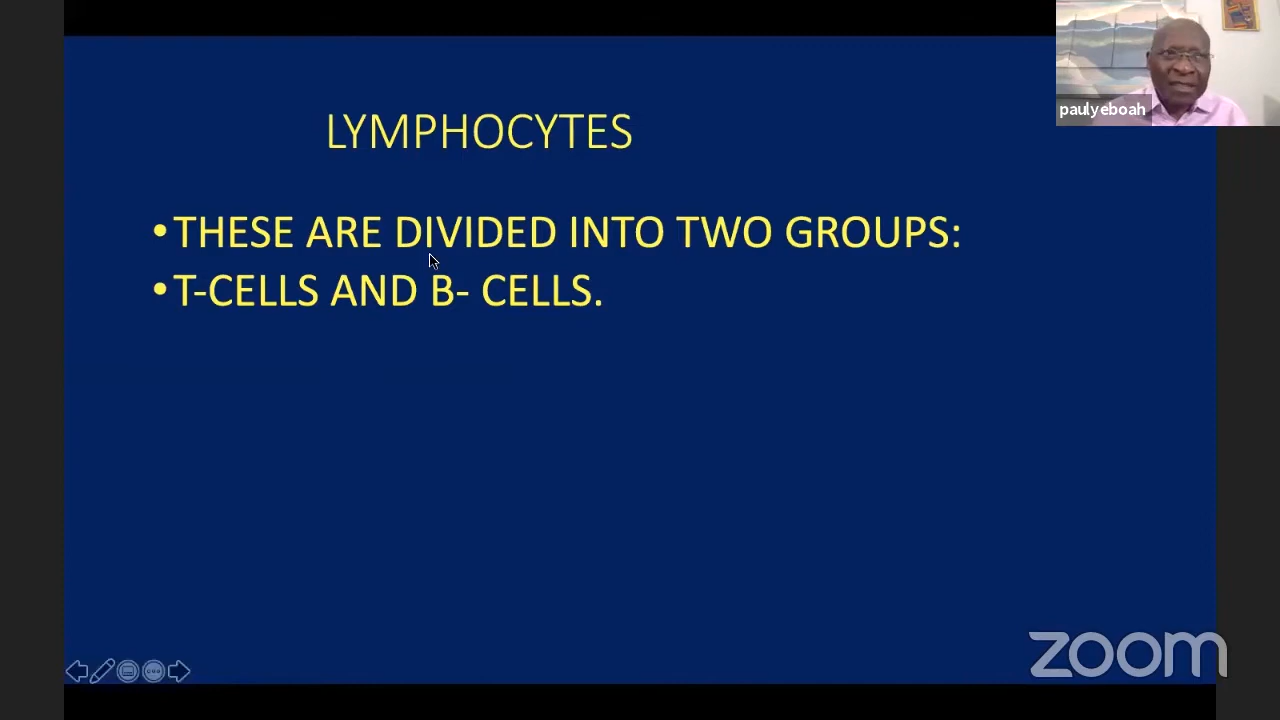 paulyeboah
LYMPHOCYTES
•THESE ARE DIVIDED INTO TWO GROUPS:
•T-CELLS AND B- CELLS.
zoom